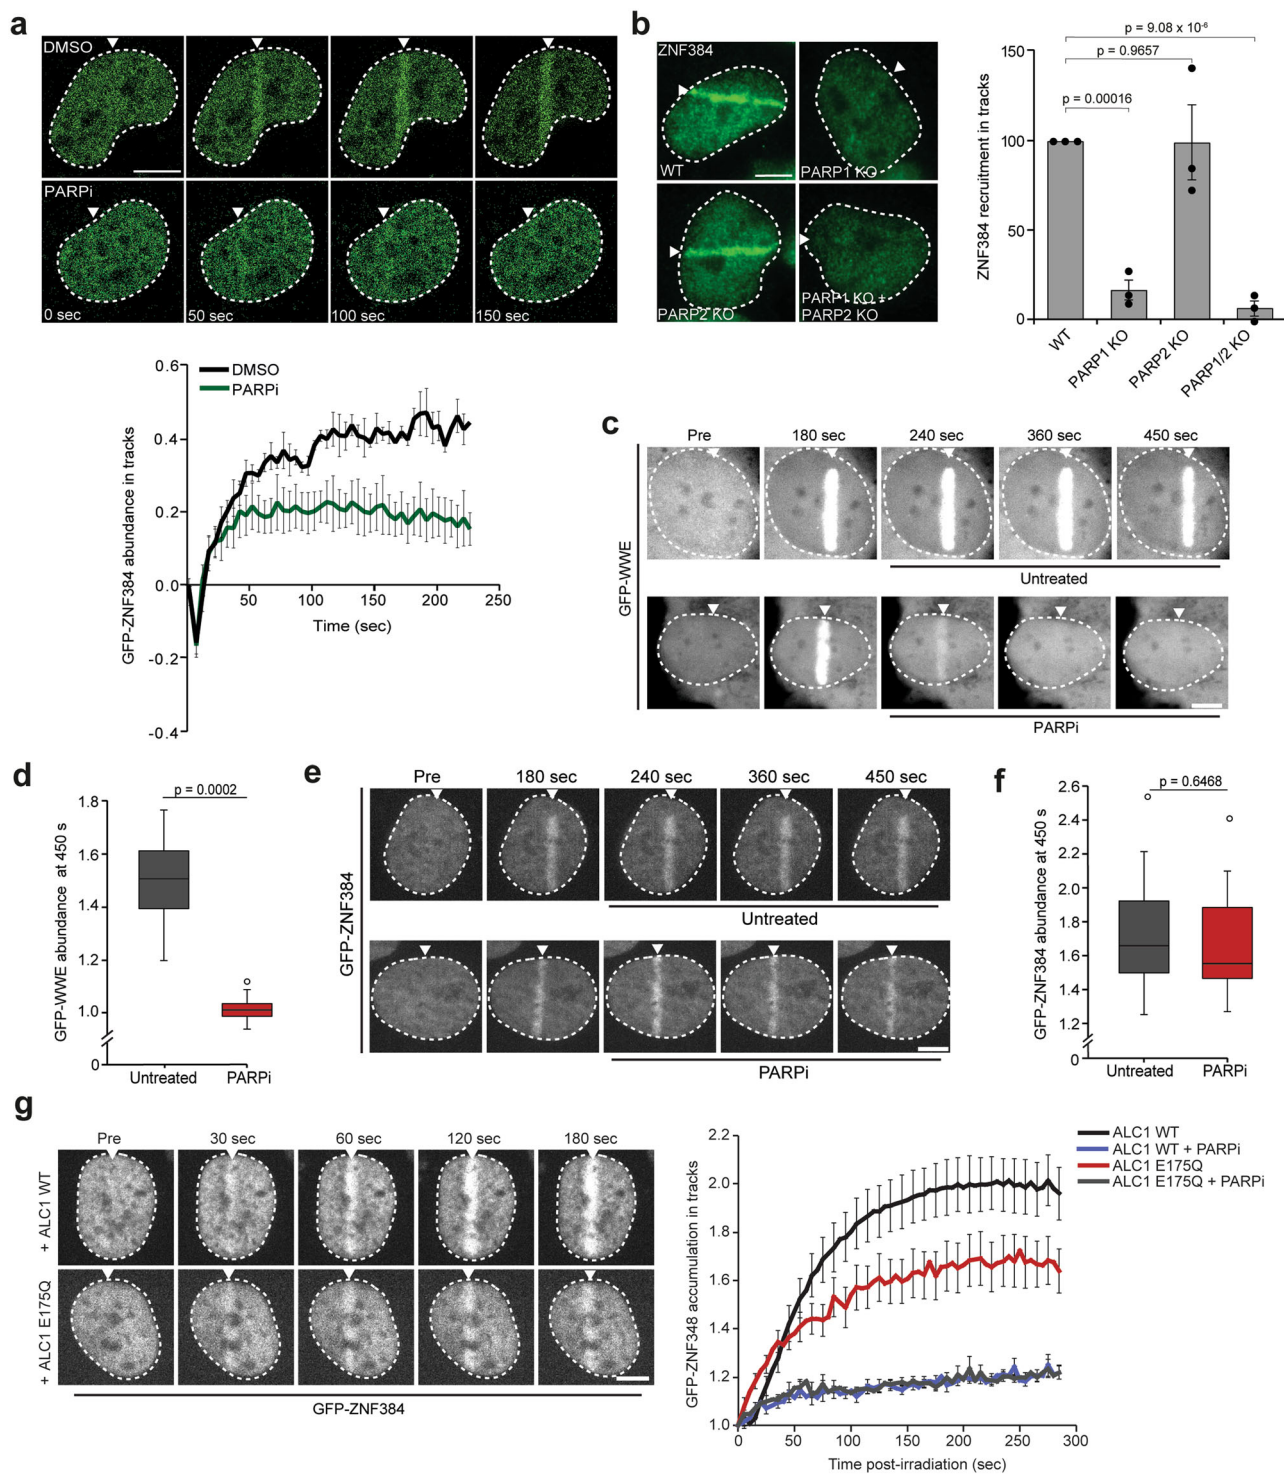 a
DMSO
PARPi
0 sec
50 sec
100 sec
150 sec
GFP-ZNF384 abundance in tracks
0.6
0.4
0.2
0.0
-0.2
-0.4
DMSO
PARPi
50
100
150
200
250
Time (sec)
b
ZNF384
WT
PARP1 KO
PARP2 KO
PARP1 KO +
PARP2 KO
ZNF384 recruitment in tracks
150
100
50
0
p = 9.08 x 10⁻⁶
p = 0.9657
p = 0.00016
WT
PARP1 KO
PARP2 KO
PARP1/2 KO
c
Pre
180 sec
240 sec
360 sec
450 sec
GFP-WWE
Untreated
PARPi
d
GFP-WWE abundance at 450 s
1.8
1.6
1.4
1.2
1.0
0
p = 0.0002
Untreated
PARPi
e
Pre
180 sec
240 sec
360 sec
450 sec
GFP-ZNF384
Untreated
PARPi
f
GFP-ZNF384 abundance at 450 s
2.6
2.4
2.2
2.0
1.8
1.6
1.4
1.2
0
p = 0.6468
Untreated
PARPi
g
Pre
30 sec
60 sec
120 sec
180 sec
+ ALC1 WT
+ ALC1 E175Q
GFP-ZNF384
GFP-ZNF348 accumulation in tracks
2.2
2.0
1.8
1.6
1.4
1.2
1.0
ALC1 WT
ALC1 WT + PARPi
ALC1 E175Q
ALC1 E175Q + PARPi
0
50
100
150
200
250
300
Time post-irradiation (sec)